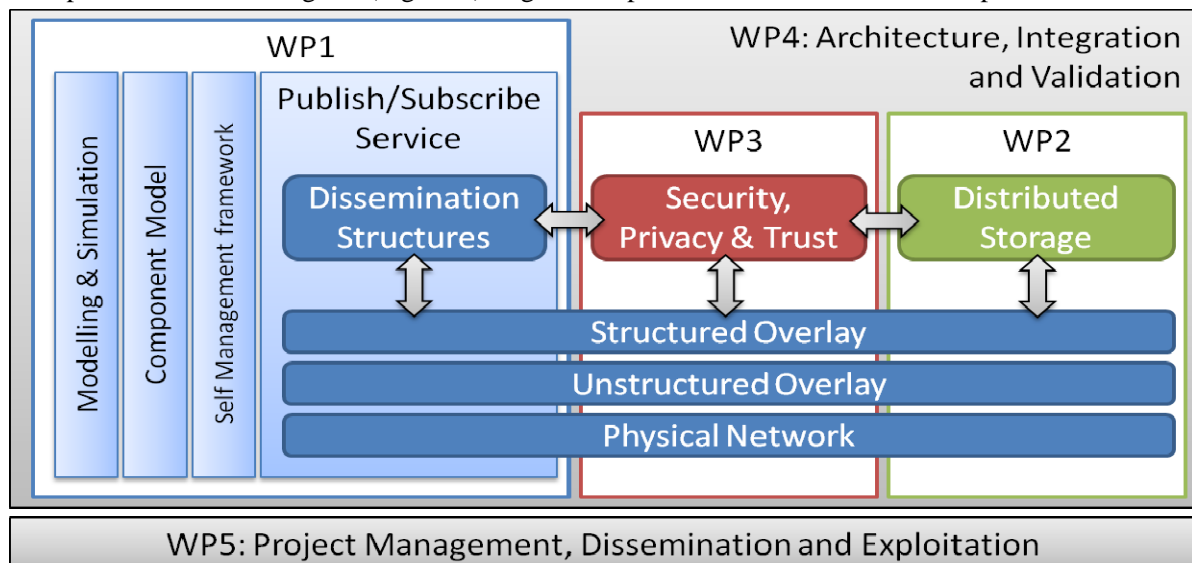 WP1
WP4: Architecture, Integration
and Validation
Modelling & Simulation
Component Model
Self Management framework
Publish/Subscribe
Service
WP3
WP2
Dissemination
Structures
Security,
Privacy & Trust
Distributed
Storage
Structured Overlay
Unstructured Overlay
Physical Network
WP5: Project Management, Dissemination and Exploitation